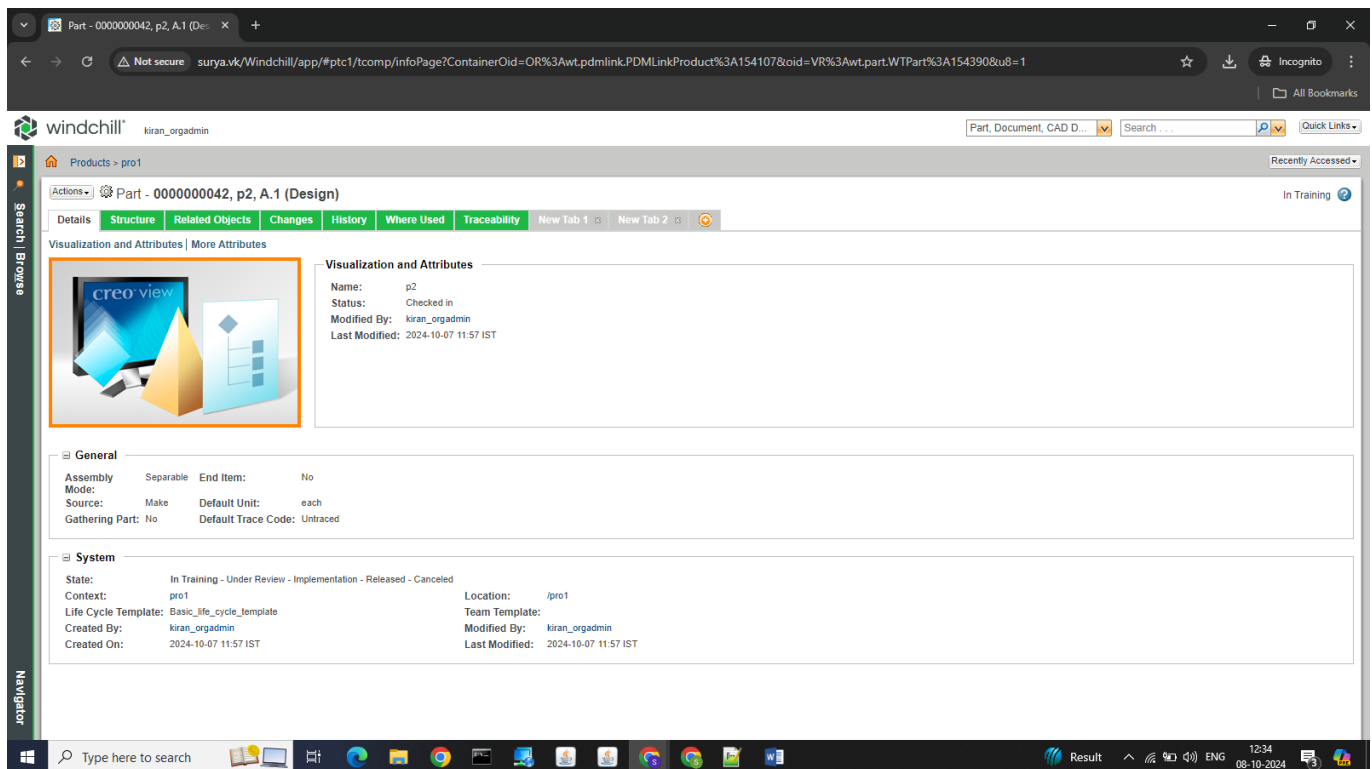 Part - 0000000042, p2, A.1 (Des
Not secure surya.vk/Windchill/app/#ptc1/tcomp/infoPage?ContainerOid=OR%3Awt.pdmlink.PDMLinkProduct%3A154107&oid=VR%3Awt.part.WTPart%3A154390&u8=1 Incognito
All Bookmarks
windchill kiran_orgadmin Part, Document, CAD D... Search . . . Quick Links
Products > pro1 Recently Accessed
Actions Part - 0000000042, p2, A.1 (Design) In Training
Search | Browse
Details Structure Related Objects Changes History Where Used Traceability New Tab 1 New Tab 2
Visualization and Attributes | More Attributes
creo view
Visualization and Attributes
Name: p2
Status: Checked in
Modified By: kiran_orgadmin
Last Modified: 2024-10-07 11:57 IST
General
Assembly Mode: Separable End Item: No
Source: Make Default Unit: each
Gathering Part: No Default Trace Code: Untraced
System
State: In Training - Under Review - Implementation - Released - Canceled
Context: pro1 Location: /pro1
Life Cycle Template: Basic_life_cycle_template Team Template:
Created By: kiran_orgadmin Modified By: kiran_orgadmin
Created On: 2024-10-07 11:57 IST Last Modified: 2024-10-07 11:57 IST
Navigator
Type here to search Result ENG 12:34
08-10-2024 3